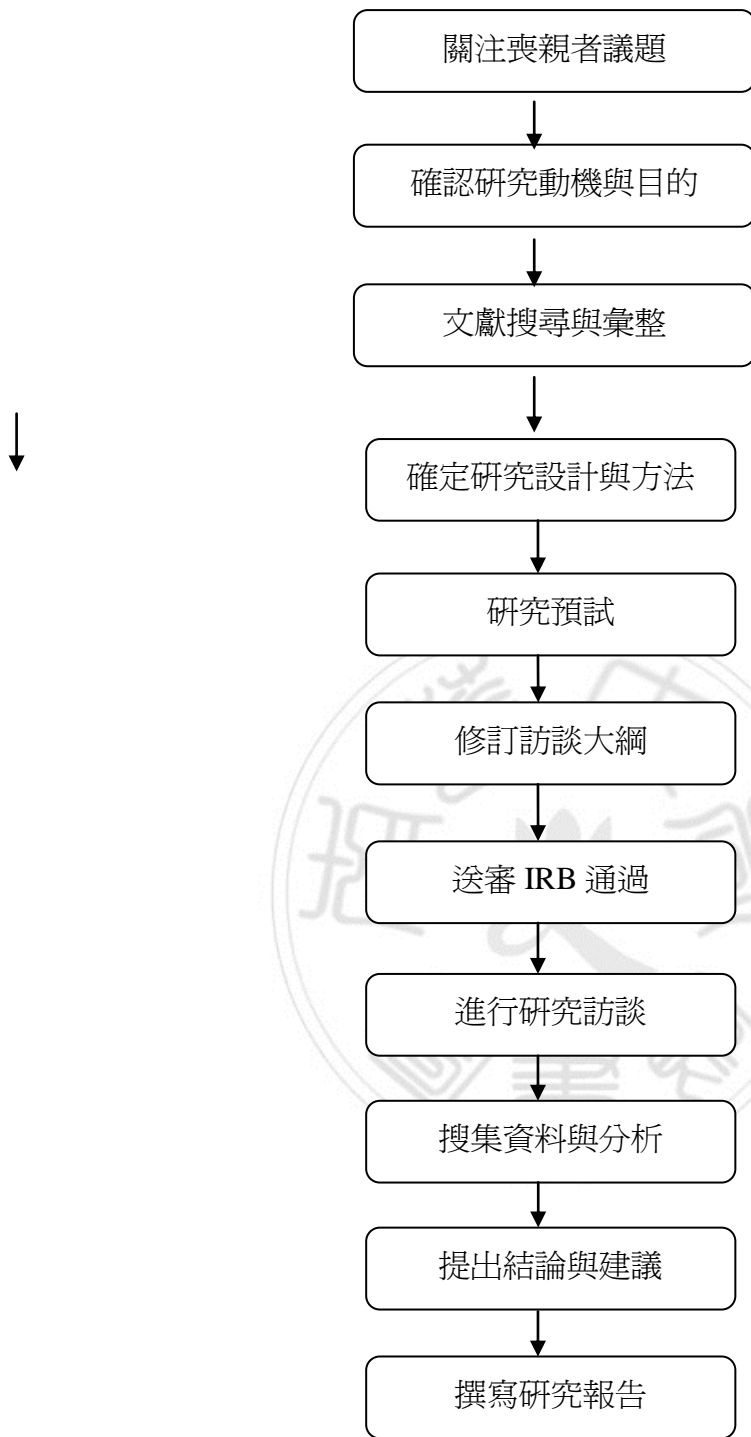 關注喪親者議題
確認研究動機與目的
文獻搜尋與彙整
確定研究設計與方法
研究預試
修訂訪談大綱
送審 IRB 通過
進行研究訪談
搜集資料與分析
提出結論與建議
撰寫研究報告